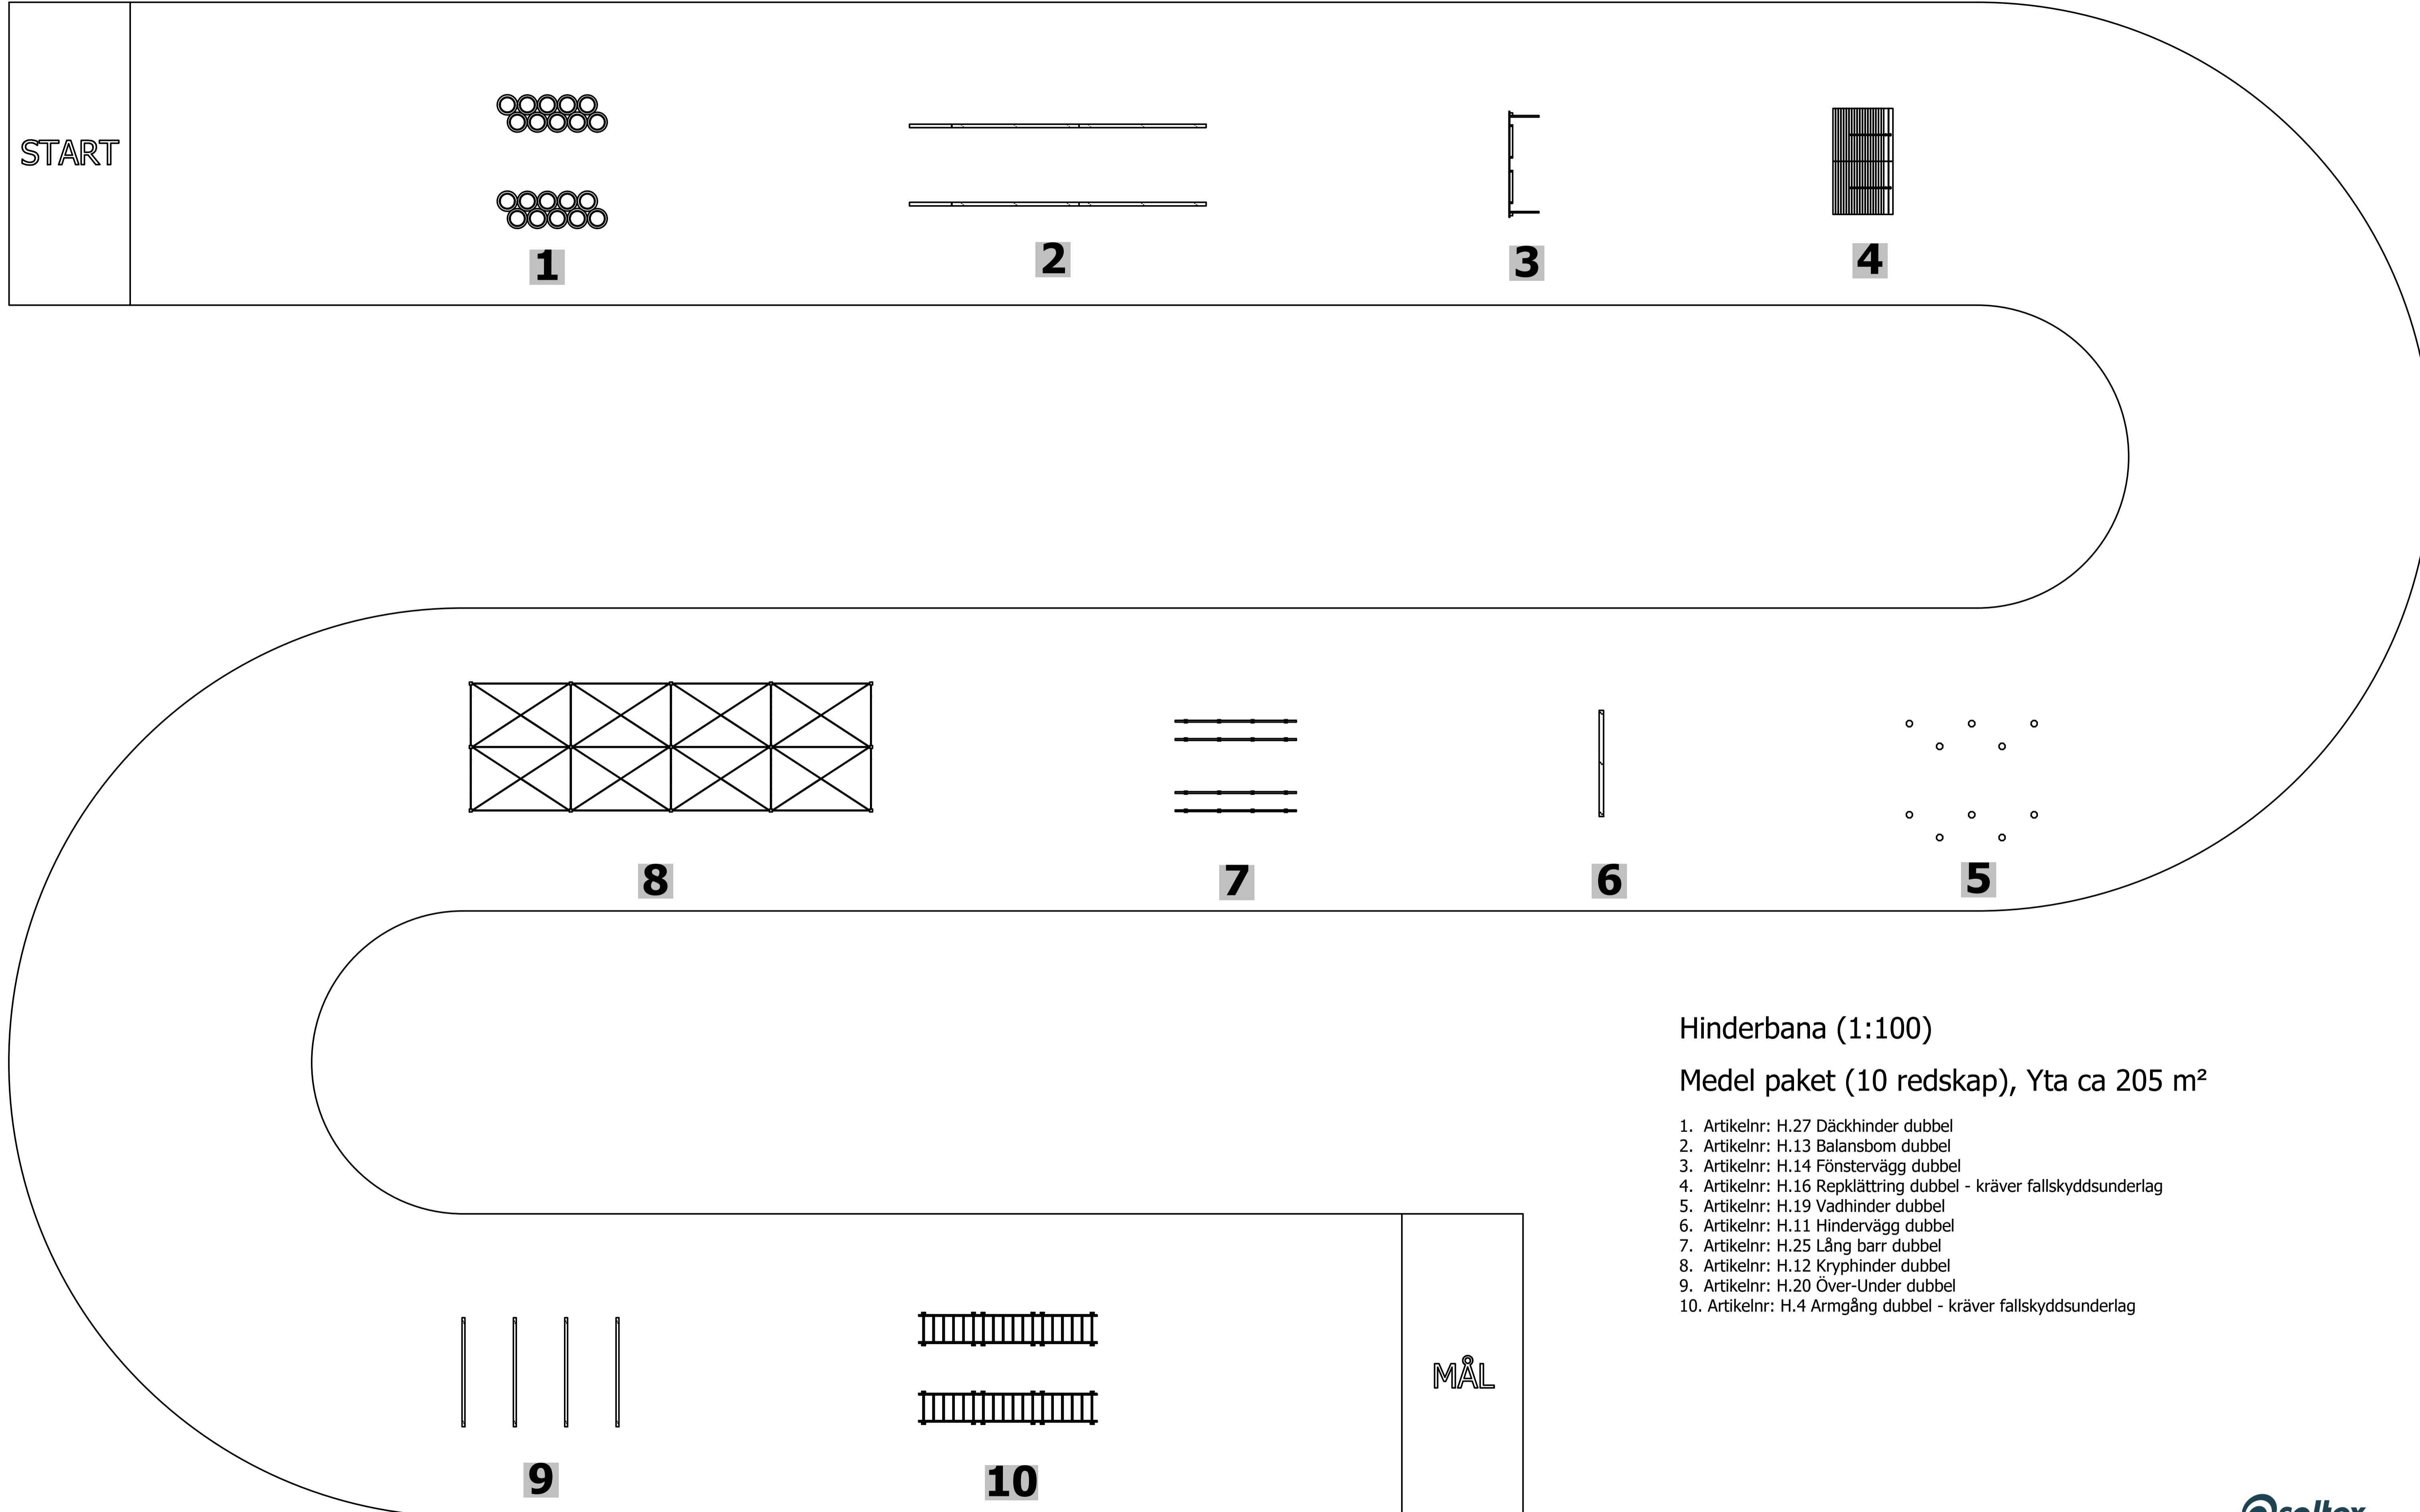 START
1
2
3
4
8
7
6
5
Hinderbana (1:100)
Medel paket (10 redskap), Yta ca 205 m²
1. Artikelnr: H.27 Däckhinder dubbel
2. Artikelnr: H.13 Balansbom dubbel
3. Artikelnr: H.14 Fönstervägg dubbel
4. Artikelnr: H.16 Repklättring dubbel - kräver fallskyddsunderlag
5. Artikelnr: H.19 Vadhinder dubbel
6. Artikelnr: H.11 Hindervägg dubbel
7. Artikelnr: H.25 Lång barr dubbel
8. Artikelnr: H.12 Kryphinder dubbel
9. Artikelnr: H.20 Över-Under dubbel
10. Artikelnr: H.4 Armgång dubbel - kräver fallskyddsunderlag
MÅL
9
10